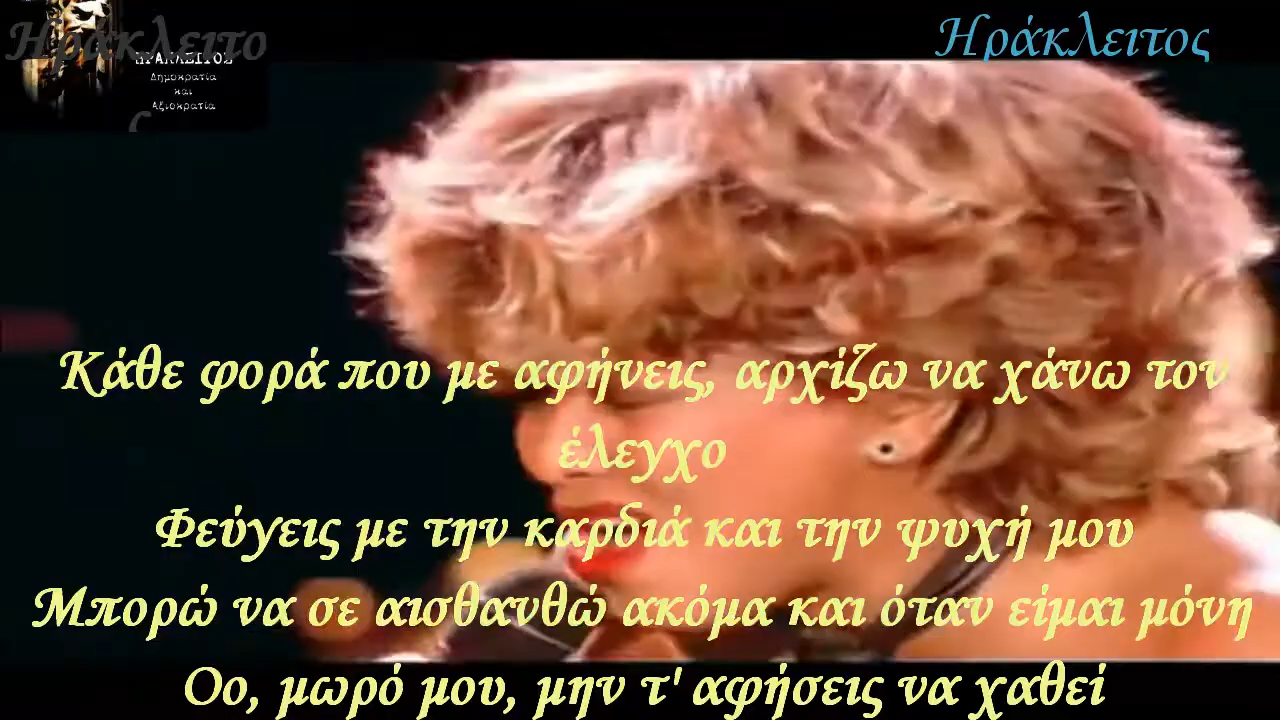 Ηράκλειτο
ς
ΗΡΑΚΛΕΙΤΟΣ
Δημοκρατία
και
Αξιοκρατία
Ηράκλειτος
Κάθε φορά που με αφήνεις, αρχίζω να χάνω τον
έλεγχο
Φεύγεις με την καρδιά και την ψυχή μου
Μπορώ να σε αισθανθώ ακόμα και όταν είμαι μόνη
Οο, μωρό μου, μην τ' αφήσεις να χαθεί